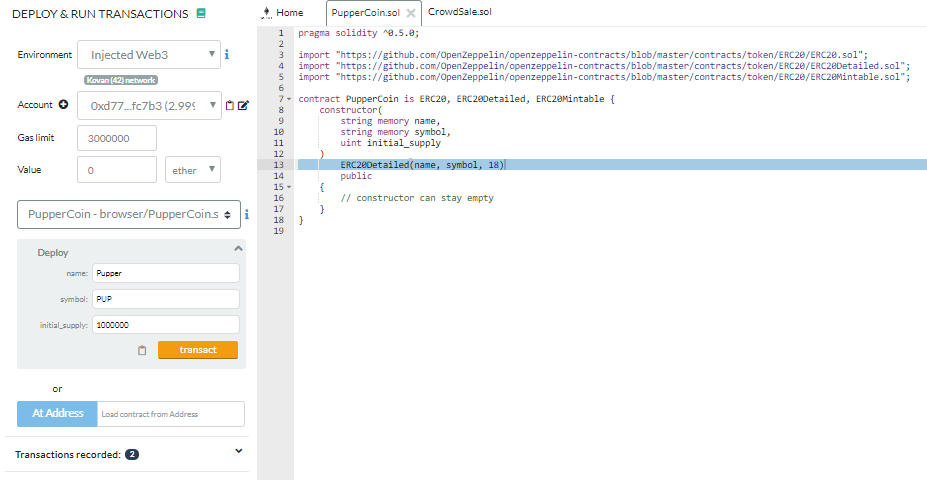 DEPLOY & RUN TRANSACTIONS
Environment Injected Web3
Kovan (42) network
Account 0xd77...fc7b3 (2.999
Gas limit 3000000
Value 0 ether
PupperCoin - browser/PupperCoin.s
Deploy
name: Pupper
symbol: PUP
initial_supply: 1000000
transact
or
At Address Load contract from Address
Transactions recorded: 2
Home PupperCoin.sol CrowdSale.sol
1 pragma solidity ^0.5.0;
2
3 import "https://github.com/OpenZeppelin/openzeppelin-contracts/blob/master/contracts/token/ERC20/ERC20.sol";
4 import "https://github.com/OpenZeppelin/openzeppelin-contracts/blob/master/contracts/token/ERC20/ERC20Detailed.sol";
5 import "https://github.com/OpenZeppelin/openzeppelin-contracts/blob/master/contracts/token/ERC20/ERC20Mintable.sol";
6
7 contract PupperCoin is ERC20, ERC20Detailed, ERC20Mintable {
8 constructor(
9 string memory name,
10 string memory symbol,
11 uint initial_supply
12 )
13 ERC20Detailed(name, symbol, 18)
14 public
15 {
16 // constructor can stay empty
17 }
18 }
19